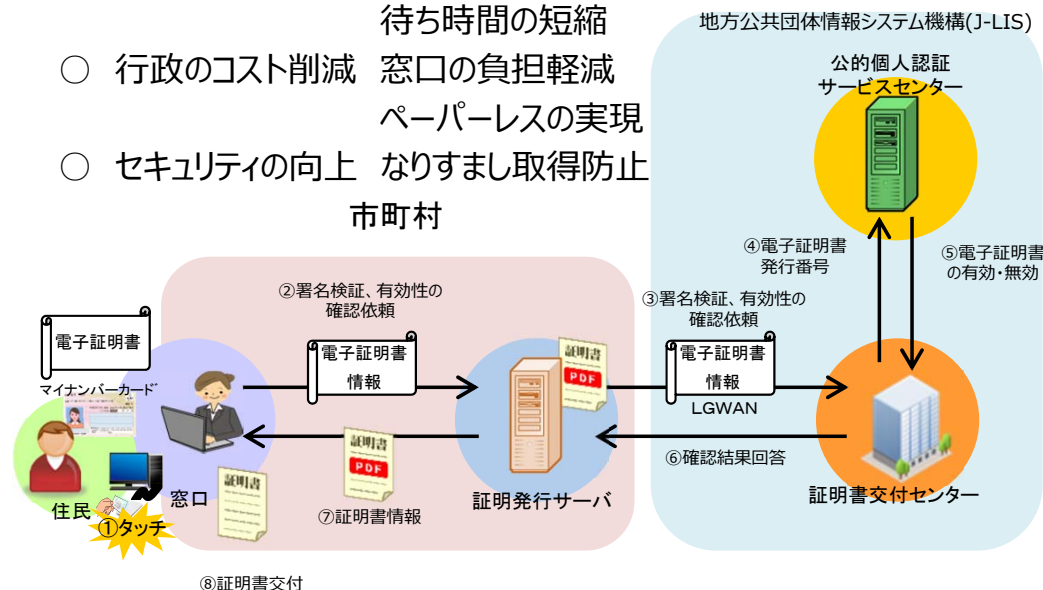 待ち時間の短縮
○ 行政のコスト削減 窓口の負担軽減
ペーパーレスの実現
○ セキュリティの向上 なりすまし取得防止
市町村
地方公共団体情報システム機構(J-LIS)
公的個人認証
サービスセンター
④電子証明書
発行番号
⑤電子証明書
の有効・無効
②署名検証、有効性の
確認依頼
③署名検証、有効性の
確認依頼
電子証明書
マイナンバーカード
電子証明書
情報
証明書
PDF
電子証明書
情報
LGWAN
証明書
PDF
証明書
⑥確認結果回答
住民
①タッチ
窓口
⑦証明書情報
証明発行サーバ
証明書交付センター
⑧証明書交付